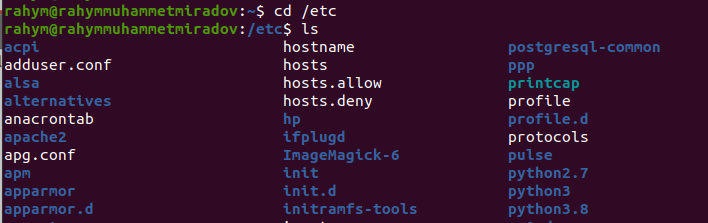 rahym@rahymmuhammetmiradov:~$ cd /etc
rahym@rahymmuhammetmiradov:/etc$ ls
acpi hostname postgresql-common
adduser.conf hosts ppp
alsa hosts.allow printcap
alternatives hosts.deny profile
anacrontab hp profile.d
apache2 ifplugd protocols
apg.conf ImageMagick-6 pulse
apm init python2.7
apparmor init.d python3
apparmor.d initramfs-tools python3.8